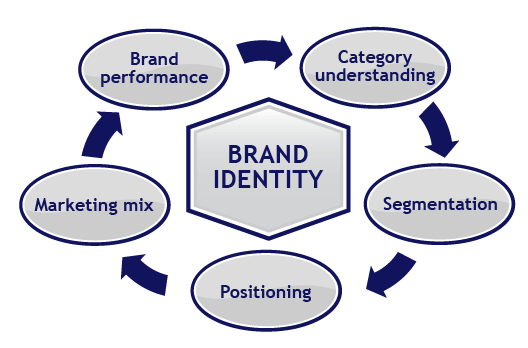 Brand
performance
Category
understanding
BRAND
IDENTITY
Marketing mix
Segmentation
Positioning